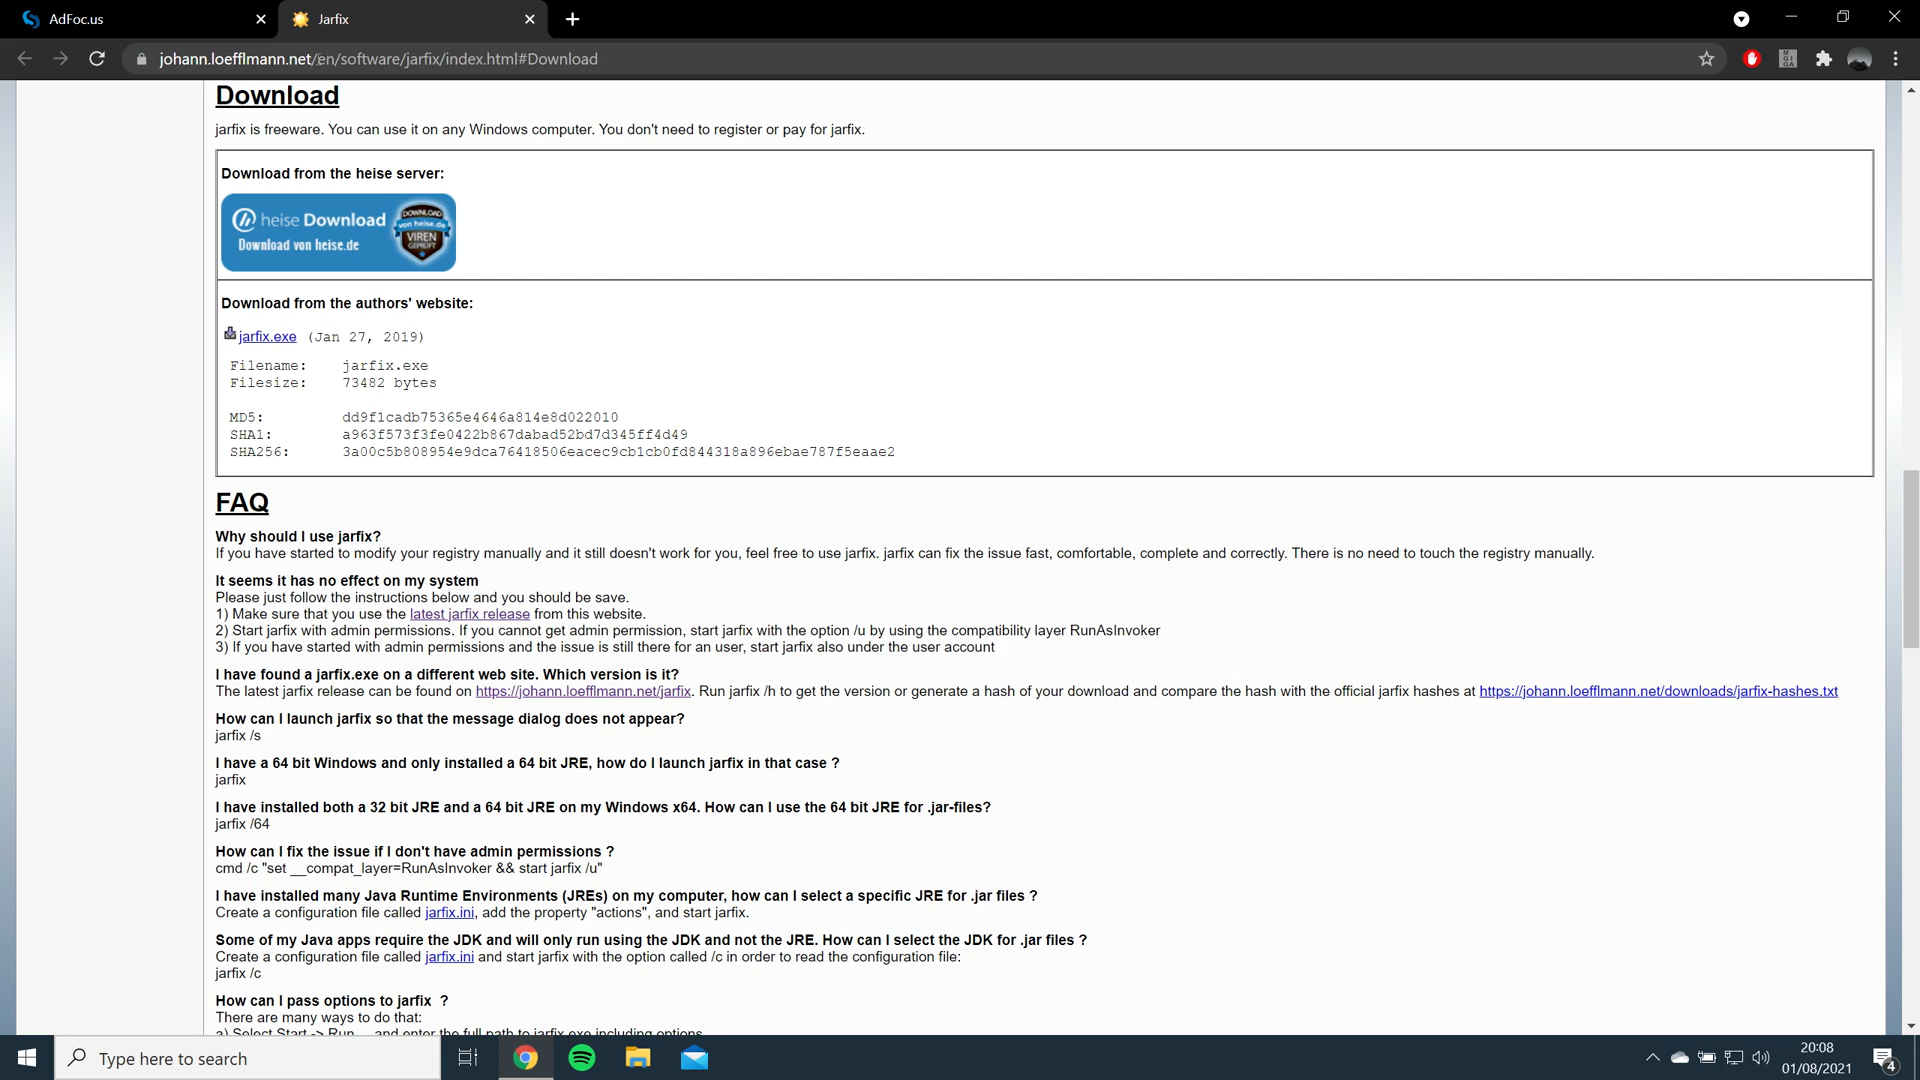 AdFoc.us
Jarfix
johann.loefflmann.net/en/software/jarfix/index.html#Download
Download
jarfix is freeware. You can use it on any Windows computer. You don't need to register or pay for jarfix.
Download from the heise server:
heise Download
Download von heise.de
DOWNLOAD
von heise.de
VIREN
GEPRÜFT
Download from the authors' website:
jarfix.exe (Jan 27, 2019)
Filename: jarfix.exe
Filesize: 73482 bytes
MD5: dd9f1cadb75365e4646a814e8d022010
SHA1: a963f573f3fe0422b867dabad52bd7d345ff4d49
SHA256: 3a00c5b808954e9dca76418506eacec9cb1cb0fd844318a896ebae787f5eaae2
FAQ
Why should I use jarfix?
If you have started to modify your registry manually and it still doesn't work for you, feel free to use jarfix. jarfix can fix the issue fast, comfortable, complete and correctly. There is no need to touch the registry manually.
It seems it has no effect on my system
Please just follow the instructions below and you should be save.
1) Make sure that you use the latest jarfix release from this website.
2) Start jarfix with admin permissions. If you cannot get admin permission, start jarfix with the option /u by using the compatibility layer RunAsInvoker
3) If you have started with admin permissions and the issue is still there for an user, start jarfix also under the user account
I have found a jarfix.exe on a different web site. Which version is it?
The latest jarfix release can be found on https://johann.loefflmann.net/jarfix. Run jarfix /h to get the version or generate a hash of your download and compare the hash with the official jarfix hashes at https://johann.loefflmann.net/downloads/jarfix-hashes.txt
How can I launch jarfix so that the message dialog does not appear?
jarfix /s
I have a 64 bit Windows and only installed a 64 bit JRE, how do I launch jarfix in that case ?
jarfix
I have installed both a 32 bit JRE and a 64 bit JRE on my Windows x64. How can I use the 64 bit JRE for .jar-files?
jarfix /64
How can I fix the issue if I don't have admin permissions ?
cmd /c "set __compat_layer=RunAsInvoker && start jarfix /u"
I have installed many Java Runtime Environments (JREs) on my computer, how can I select a specific JRE for .jar files ?
Create a configuration file called jarfix.ini, add the property "actions", and start jarfix.
Some of my Java apps require the JDK and will only run using the JDK and not the JRE. How can I select the JDK for .jar files ?
Create a configuration file called jarfix.ini and start jarfix with the option called /c in order to read the configuration file:
jarfix /c
How can I pass options to jarfix ?
There are many ways to do that:
a) Select Start -> Run... and enter the full path to jarfix.exe including options
Type here to search
20:08
01/08/2021
4